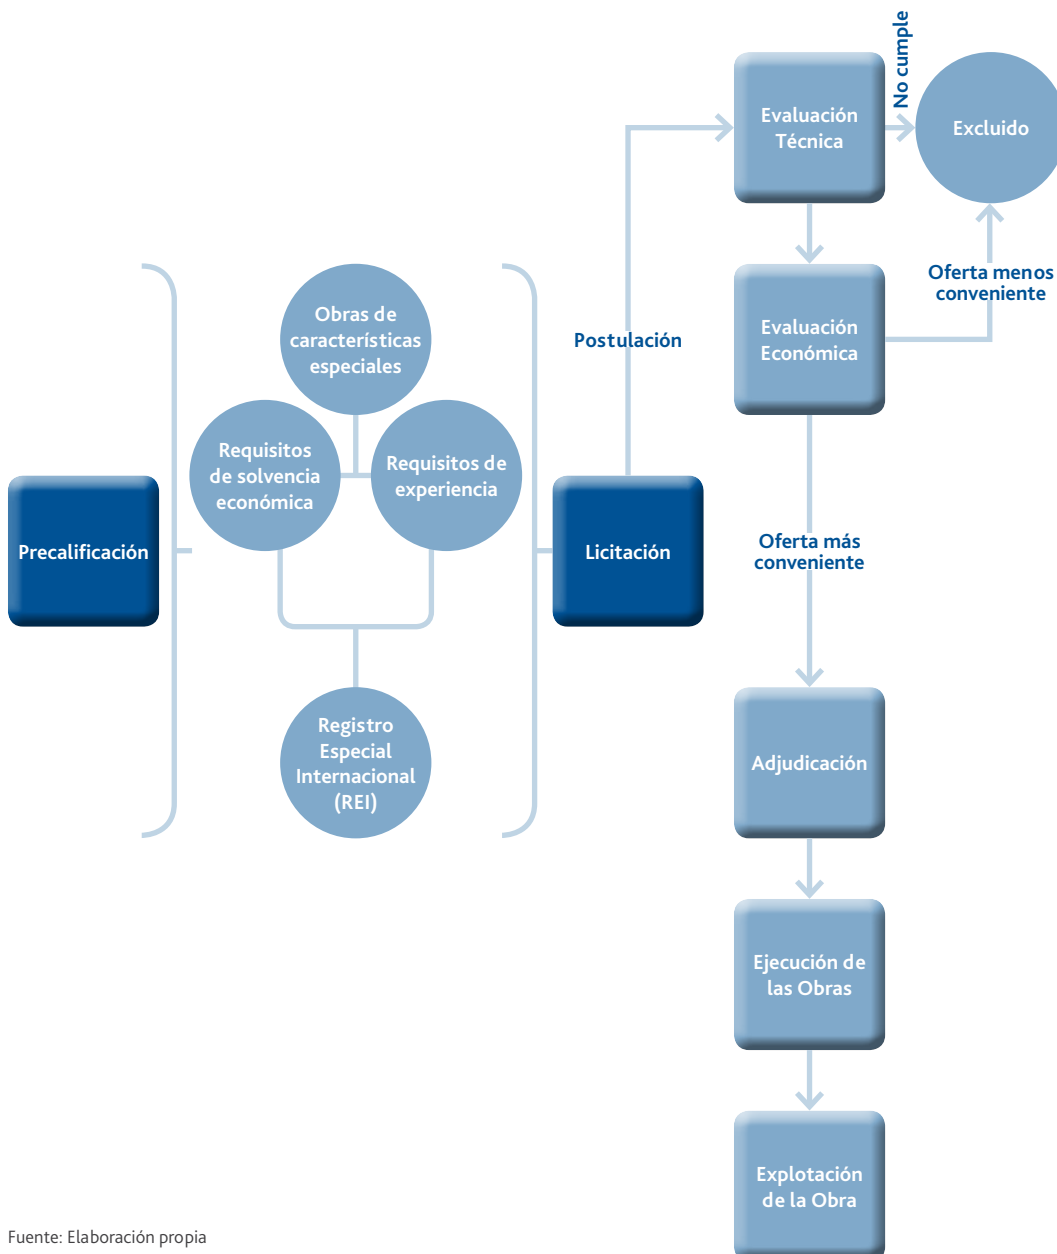 Precalificación
Obras de
características
especiales
Requisitos
de solvencia
económica
Requisitos de
experiencia
Registro
Especial
Internacional
(REI)
Licitación
Postulación
Evaluación
Técnica
No cumple
Excluido
Evaluación
Económica
Oferta menos
conveniente
Oferta más
conveniente
Adjudicación
Ejecución de
las Obras
Explotación
de la Obra
Fuente: Elaboración propia